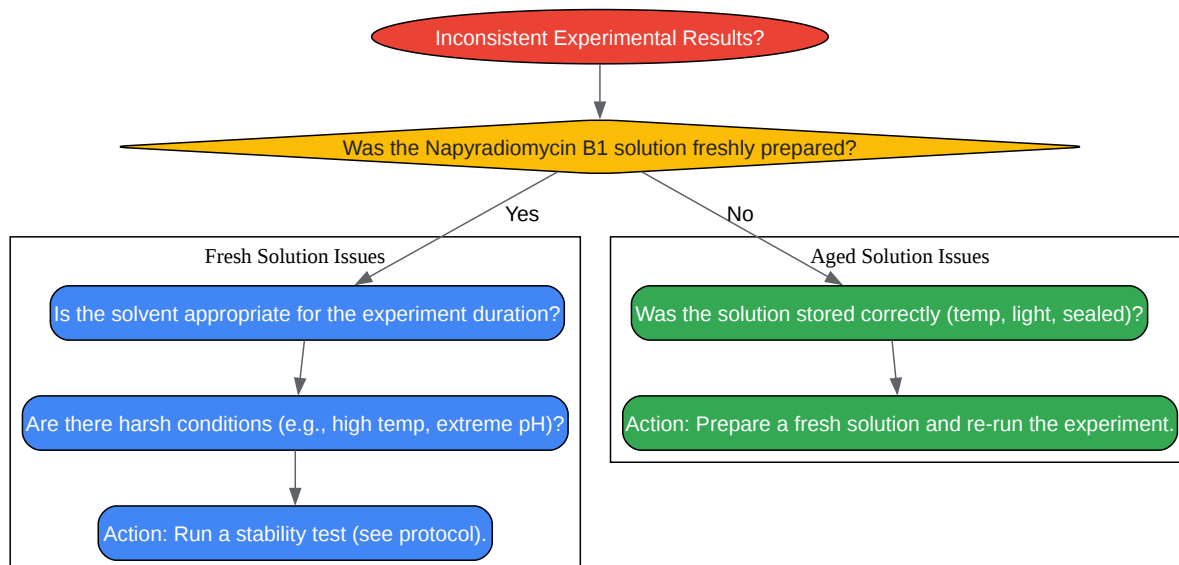 Inconsistent Experimental Results?
Was the Napyradiomycin B1 solution freshly prepared?
Yes
No
Fresh Solution Issues
Is the solvent appropriate for the experiment duration?
Are there harsh conditions (e.g., high temp, extreme pH)?
Action: Run a stability test (see protocol).
Aged Solution Issues
Was the solution stored correctly (temp, light, sealed)?
Action: Prepare a fresh solution and re-run the experiment.